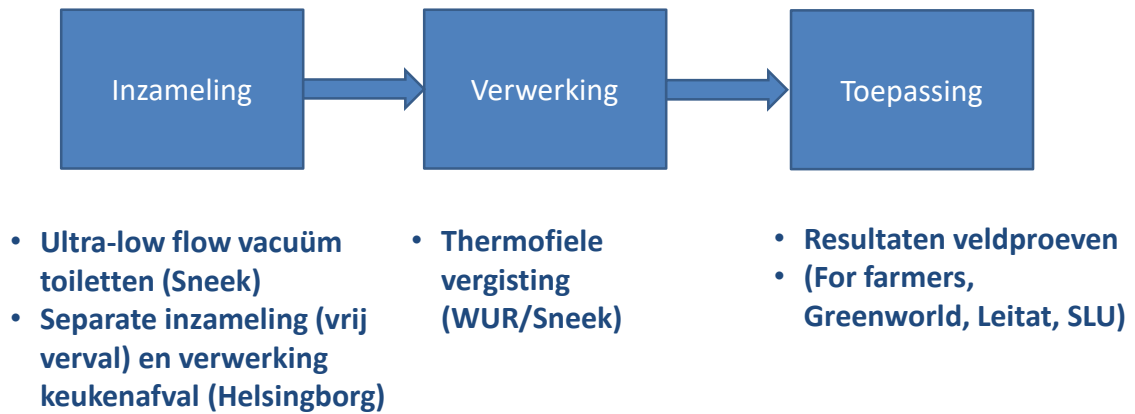 Inzameling
Verwerking
Toepassing
• Ultra-low flow vacuüm
toiletten (Sneek)
• Separate inzameling (vrij
verval) en verwerking
keukenafval (Helsingborg)
• Thermofiele
vergisting
(WUR/Sneek)
• Resultaten veldproeven
• (For farmers,
Greenworld, Leitat, SLU)